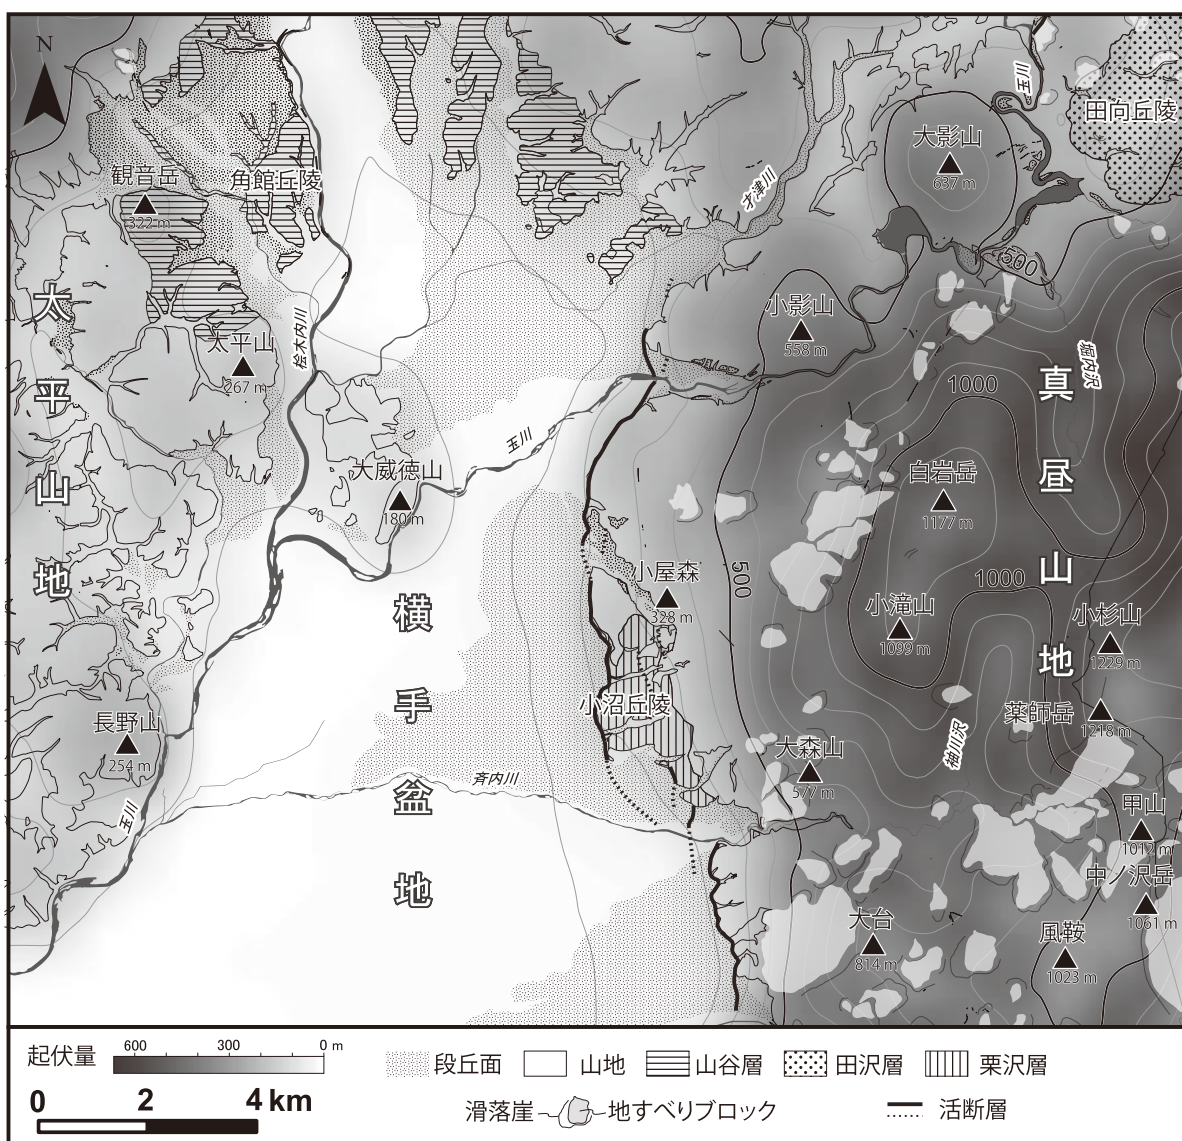 N
玉川
田向丘陵
大影山
637 m
観音岳
322 m
角館丘陵
才津川
500
小影山
558 m
太平山地
太平山
267 m
桧木内川
堀内沢
1000
真昼山地
玉川
大威徳山
180 m
白岩岳
1177 m
500
小屋森
328 m
1000
小滝山
1099 m
小杉山
1229 m
横手盆地
小沼丘陵
薬師岳
1218 m
長野山
254 m
大森山
577 m
袖川沢
斉内川
玉川
甲山
1012 m
中ノ沢岳
1061 m
大台
814 m
風鞍
1023 m
起伏量
600 300 0 m
段丘面 山地 山谷層 田沢層 栗沢層
0 2 4 km
滑落崖 地すべりブロック 活断層